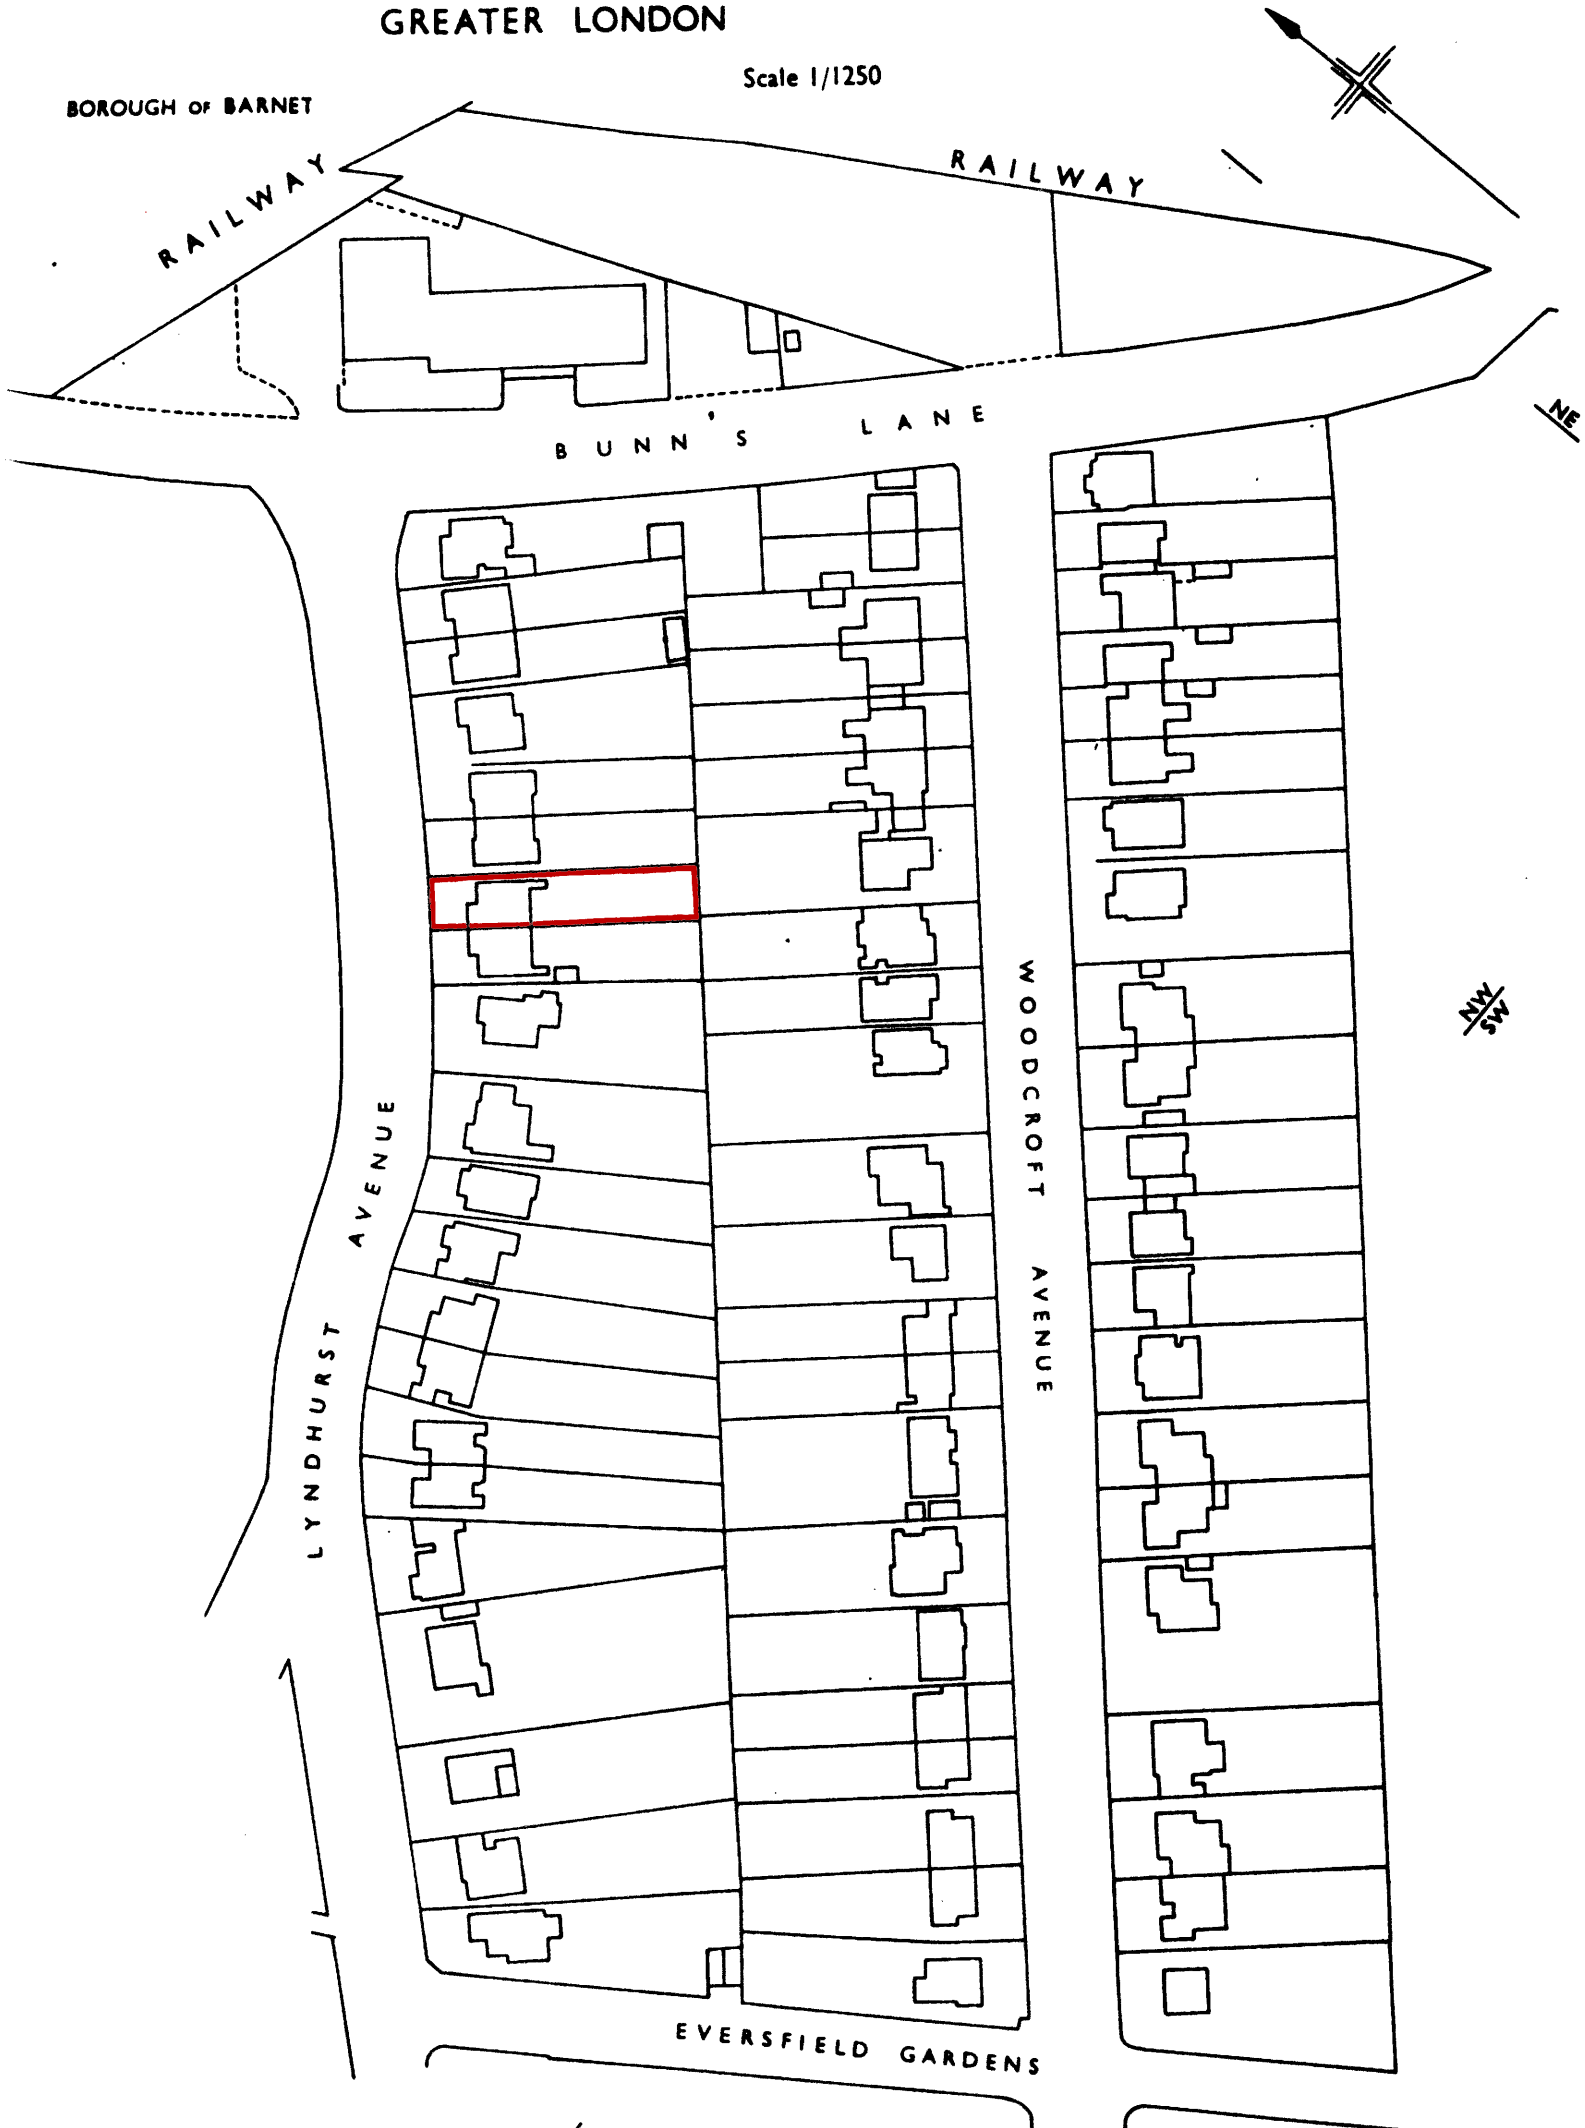 GREATER LONDON
Scale 1/1250
BOROUGH OF BARNET
RAILWAY
RAILWAY
BUNN'S LANE
NE
WOODCROFT AVENUE
NW
SW
LYNDHURST AVENUE
EVERSFIELD GARDENS